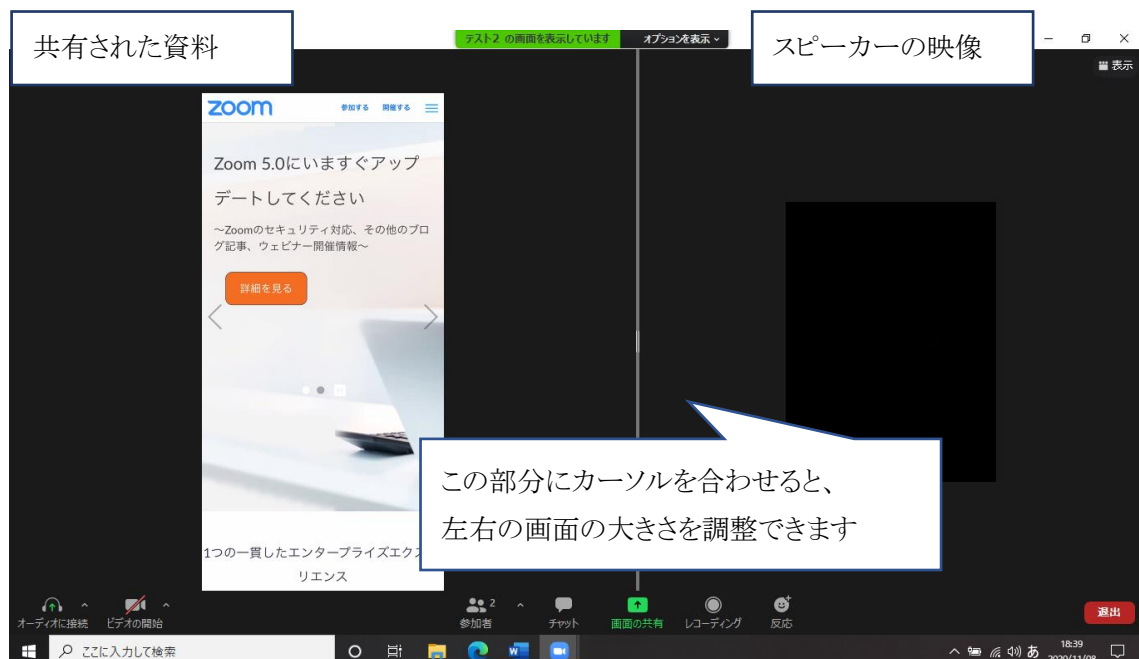 共有された資料
テスト2 の画面を表示しています オプションを表示
スピーカーの映像
表示
zoom 参加する 開催する
Zoom 5.0にいますぐアップ
デートしてください
～Zoomのセキュリティ対応、その他のブロ
グ記事、ウェビナー開催情報～
詳細を見る
この部分にカーソルを合わせると、
左右の画面の大きさを調整できます
1つの一貫したエンタープライズエクス
リエンス
オーディオに接続 ビデオの開始 参加者 2 チャット 画面の共有 レコーディング 反応 退出
ここに入力して検索 あ 18:39
2020/11/08